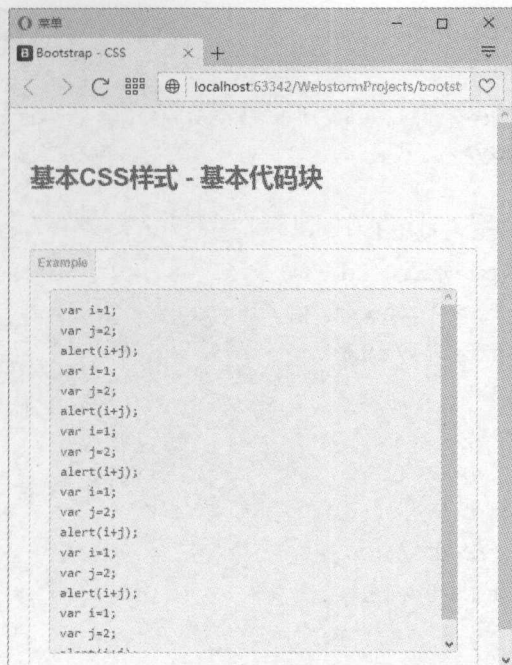 菜单
B Bootstrap - CSS
localhost:63342/WebstormProjects/bootst
基本CSS样式 - 基本代码块
Example
var i=1;
var j=2;
alert(i+j);
var i=1;
var j=2;
alert(i+j);
var i=1;
var j=2;
alert(i+j);
var i=1;
var j=2;
alert(i+j);
var i=1;
var j=2;
alert(i+j);
var i=1;
var j=2;
alert(i+j);